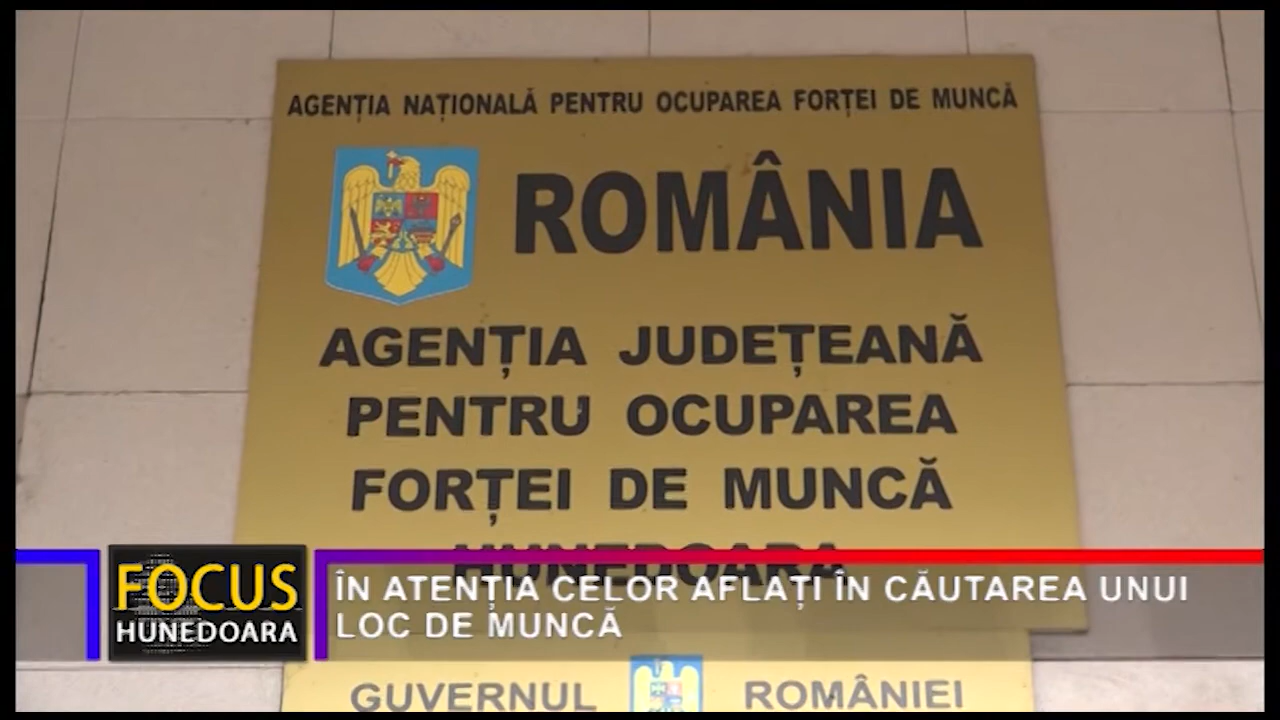 AGENȚIA NAȚIONALĂ PENTRU OCUPAREA FORȚEI DE MUNCĂ
ROMÂNIA
AGENȚIA JUDEȚEANĂ
PENTRU OCUPAREA
FORȚEI DE MUNCĂ
HUNEDOARA
FOCUS
HUNEDOARA
ÎN ATENȚIA CELOR AFLAȚI ÎN CĂUTAREA UNUI
LOC DE MUNCĂ
GUVERNUL ROMÂNIEI